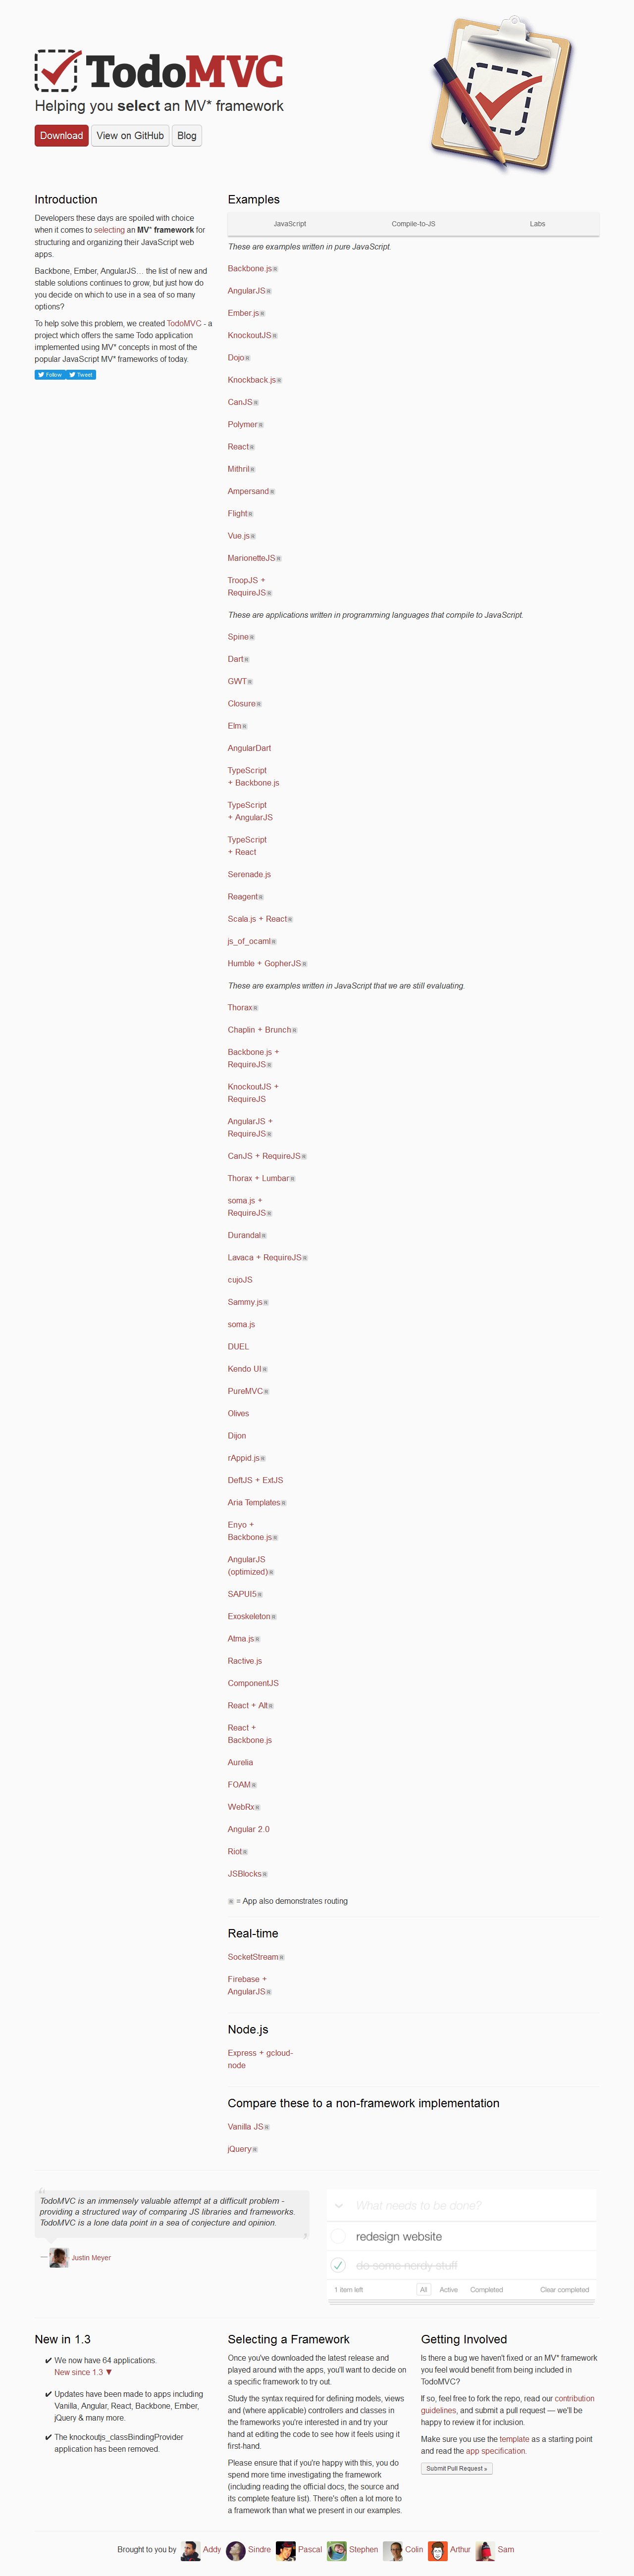 TodoMVC
Helping you select an MV* framework
Download View on GitHub Blog
Introduction
Developers these days are spoiled with choice
when it comes to selecting an MV* framework for
structuring and organizing their JavaScript web
apps.
Backbone, Ember, AngularJS… the list of new and
stable solutions continues to grow, but just how do
you decide on which to use in a sea of so many
options?
To help solve this problem, we created TodoMVC - a
project which offers the same Todo application
implemented using MV* concepts in most of the
popular JavaScript MV* frameworks of today.
Follow Tweet
Examples
JavaScript Compile-to-JS Labs
These are examples written in pure JavaScript.
Backbone.js R
AngularJS R
Ember.js R
KnockoutJS R
Dojo R
Knockback.js R
CanJS R
Polymer R
React R
Mithril R
Ampersand R
Flight R
Vue.js R
MarionetteJS R
TroopJS +
RequireJS R
These are applications written in programming languages that compile to JavaScript.
Spine R
Dart R
GWT R
Closure R
Elm R
AngularDart
TypeScript
+ Backbone.js
TypeScript
+ AngularJS
TypeScript
+ React
Serenade.js
Reagent R
Scala.js + React R
js_of_ocaml R
Humble + GopherJS R
These are examples written in JavaScript that we are still evaluating.
Thorax R
Chaplin + Brunch R
Backbone.js +
RequireJS R
KnockoutJS +
RequireJS
AngularJS +
RequireJS R
CanJS + RequireJS R
Thorax + Lumbar R
soma.js +
RequireJS R
Durandal R
Lavaca + RequireJS R
cujoJS
Sammy.js R
soma.js
DUEL
Kendo UI R
PureMVC R
Olives
Dijon
rAppid.js R
DeftJS + ExtJS
Aria Templates R
Enyo +
Backbone.js R
AngularJS
(optimized) R
SAPUI5 R
Exoskeleton R
Atma.js R
Ractive.js
ComponentJS
React + Alt R
React +
Backbone.js
Aurelia
FOAM R
WebRx R
Angular 2.0
Riot R
JSBlocks R
R = App also demonstrates routing
Real-time
SocketStream R
Firebase +
AngularJS R
Node.js
Express + gcloud-
node
Compare these to a non-framework implementation
Vanilla JS R
jQuery R
“
TodoMVC is an immensely valuable attempt at a difficult problem -
providing a structured way of comparing JS libraries and frameworks.
TodoMVC is a lone data point in a sea of conjecture and opinion.
”
— Justin Meyer
What needs to be done?
redesign website
do some nerdy stuff
1 item left All Active Completed Clear completed
New in 1.3
✔ We now have 64 applications.
New since 1.3 ▼
✔ Updates have been made to apps including
Vanilla, Angular, React, Backbone, Ember,
jQuery & many more.
✔ The knockoutjs_classBindingProvider
application has been removed.
Selecting a Framework
Once you've downloaded the latest release and
played around with the apps, you'll want to decide on
a specific framework to try out.
Study the syntax required for defining models, views
and (where applicable) controllers and classes in
the frameworks you're interested in and try your
hand at editing the code to see how it feels using it
first-hand.
Please ensure that if you're happy with this, you do
spend more time investigating the framework
(including reading the official docs, the source and
its complete feature list). There's often a lot more to
a framework than what we present in our examples.
Getting Involved
Is there a bug we haven't fixed or an MV* framework
you feel would benefit from being included in
TodoMVC?
If so, feel free to fork the repo, read our contribution
guidelines, and submit a pull request — we'll be
happy to review it for inclusion.
Make sure you use the template as a starting point
and read the app specification.
Submit Pull Request »
Brought to you by Addy Sindre Pascal Stephen Colin Arthur Sam